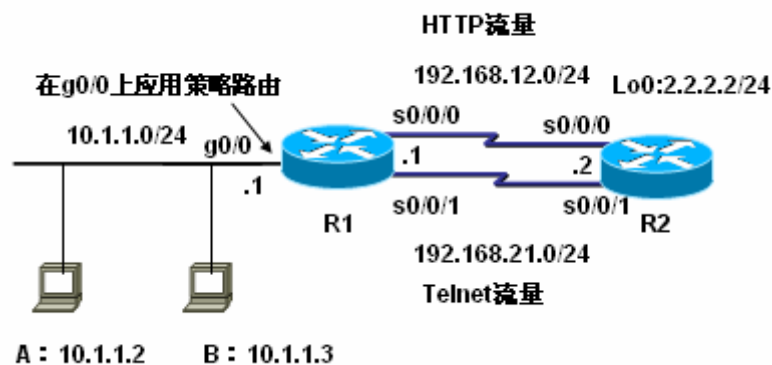 HTTP流量
192.168.12.0/24
Lo0:2.2.2.2/24
在g0/0上应用策略路由
s0/0/0
s0/0/0
10.1.1.0/24
g0/0
.1
.2
.1
R1
s0/0/1
s0/0/1
R2
192.168.21.0/24
Telnet流量
A：10.1.1.2
B：10.1.1.3